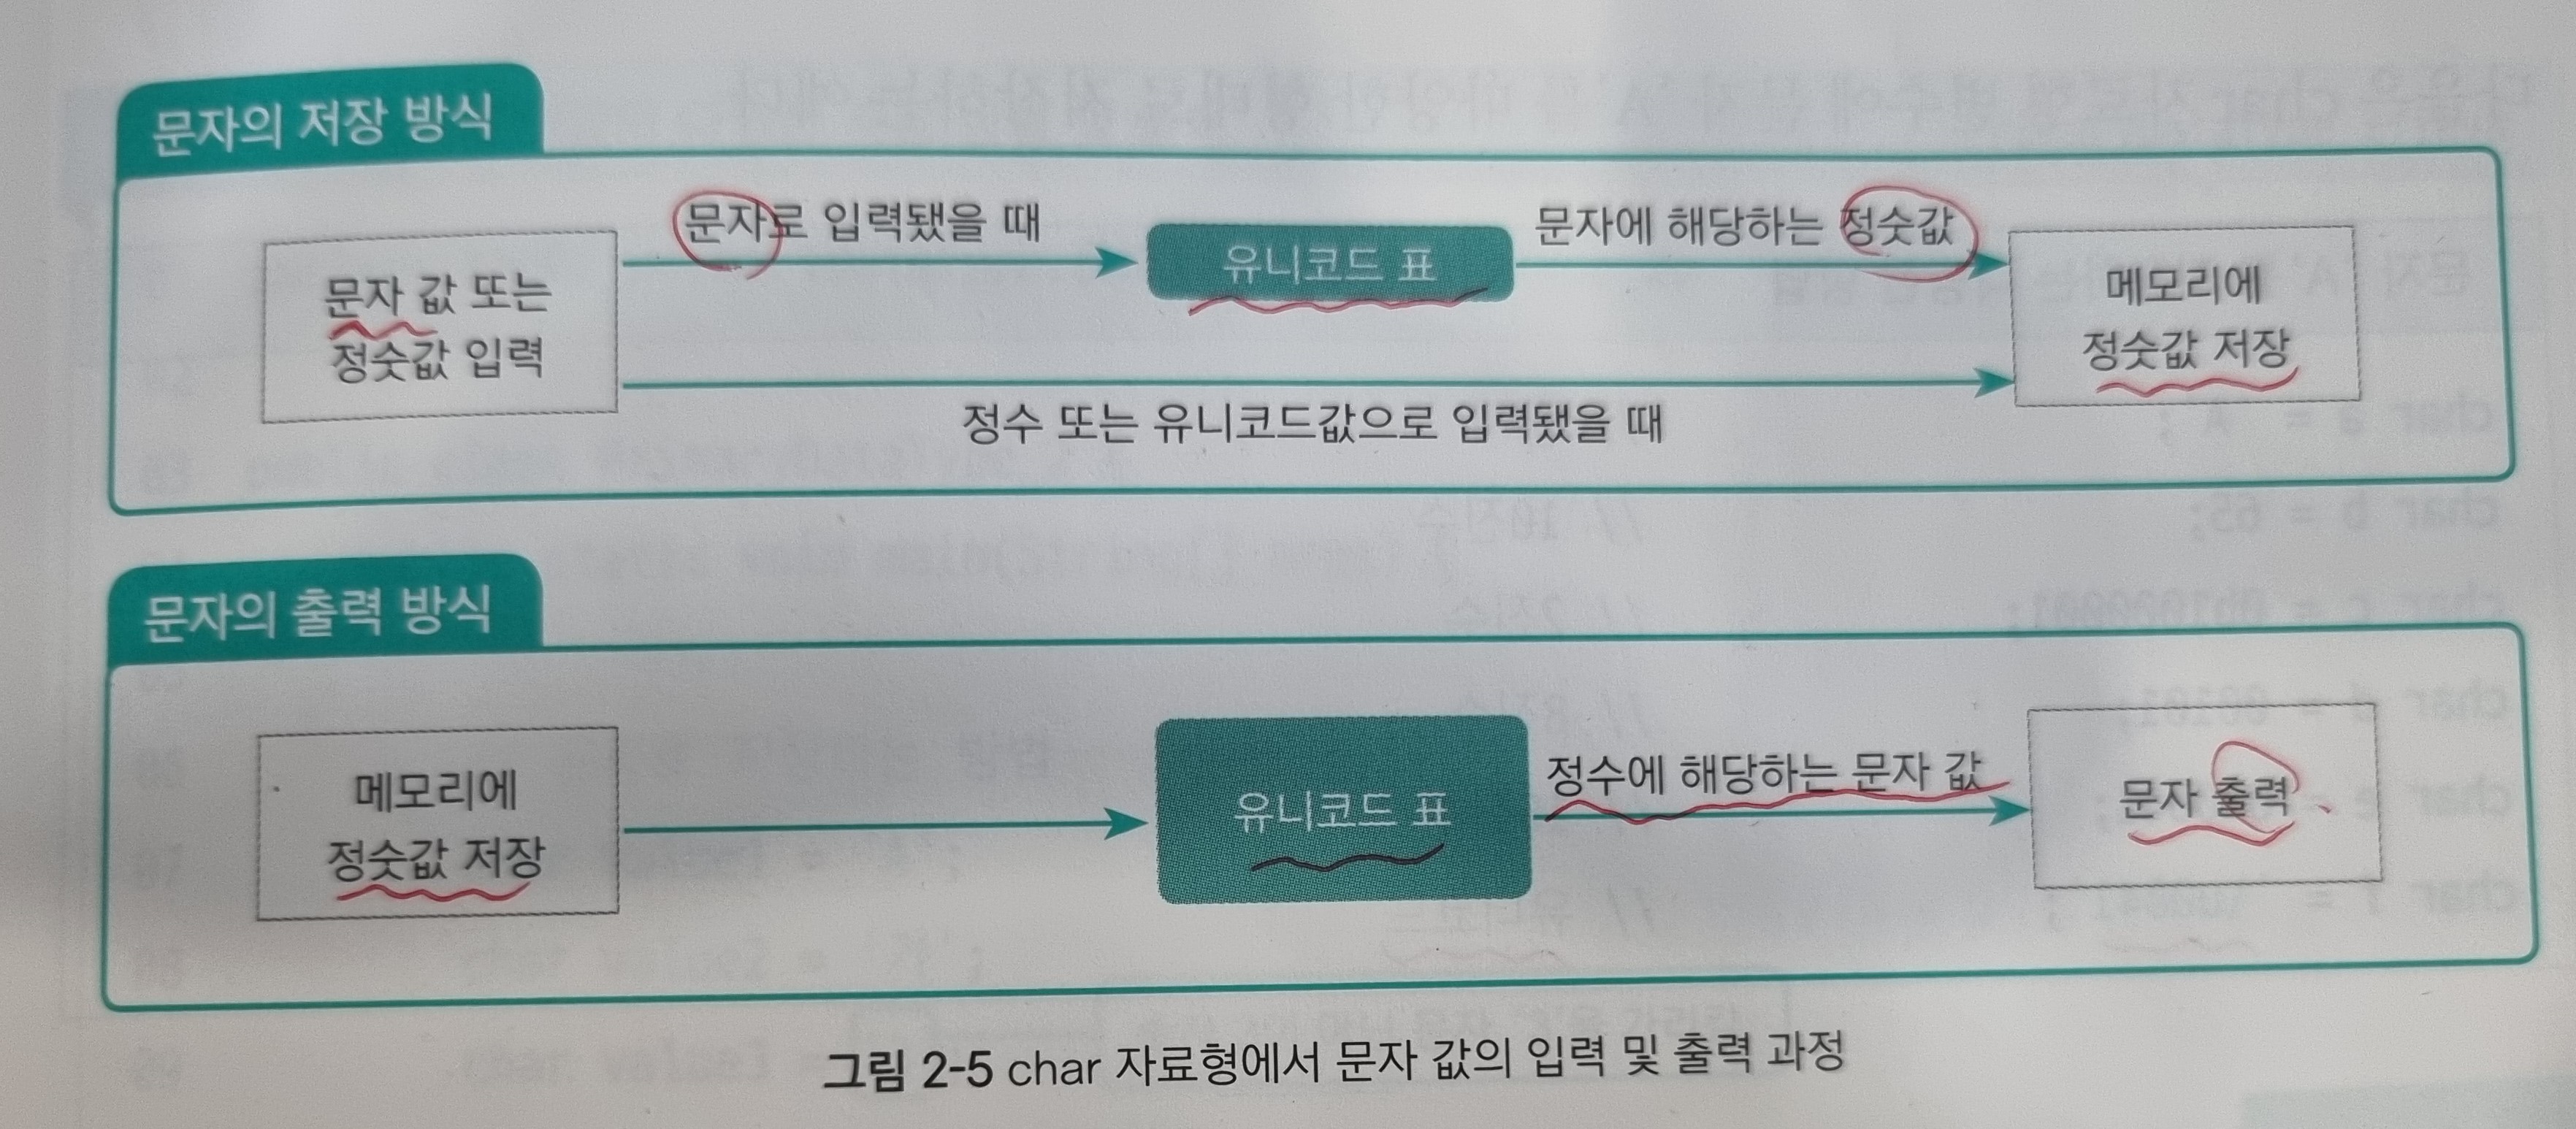 문자의 저장 방식
문자로 입력됐을 때
유니코드 표
문자에 해당하는 정숫값
문자 값 또는
정숫값 입력
메모리에
정숫값 저장
정수 또는 유니코드값으로 입력됐을 때
문자의 출력 방식
메모리에
정숫값 저장
유니코드 표
정수에 해당하는 문자 값
문자 출력
그림 2-5 char 자료형에서 문자 값의 입력 및 출력 과정